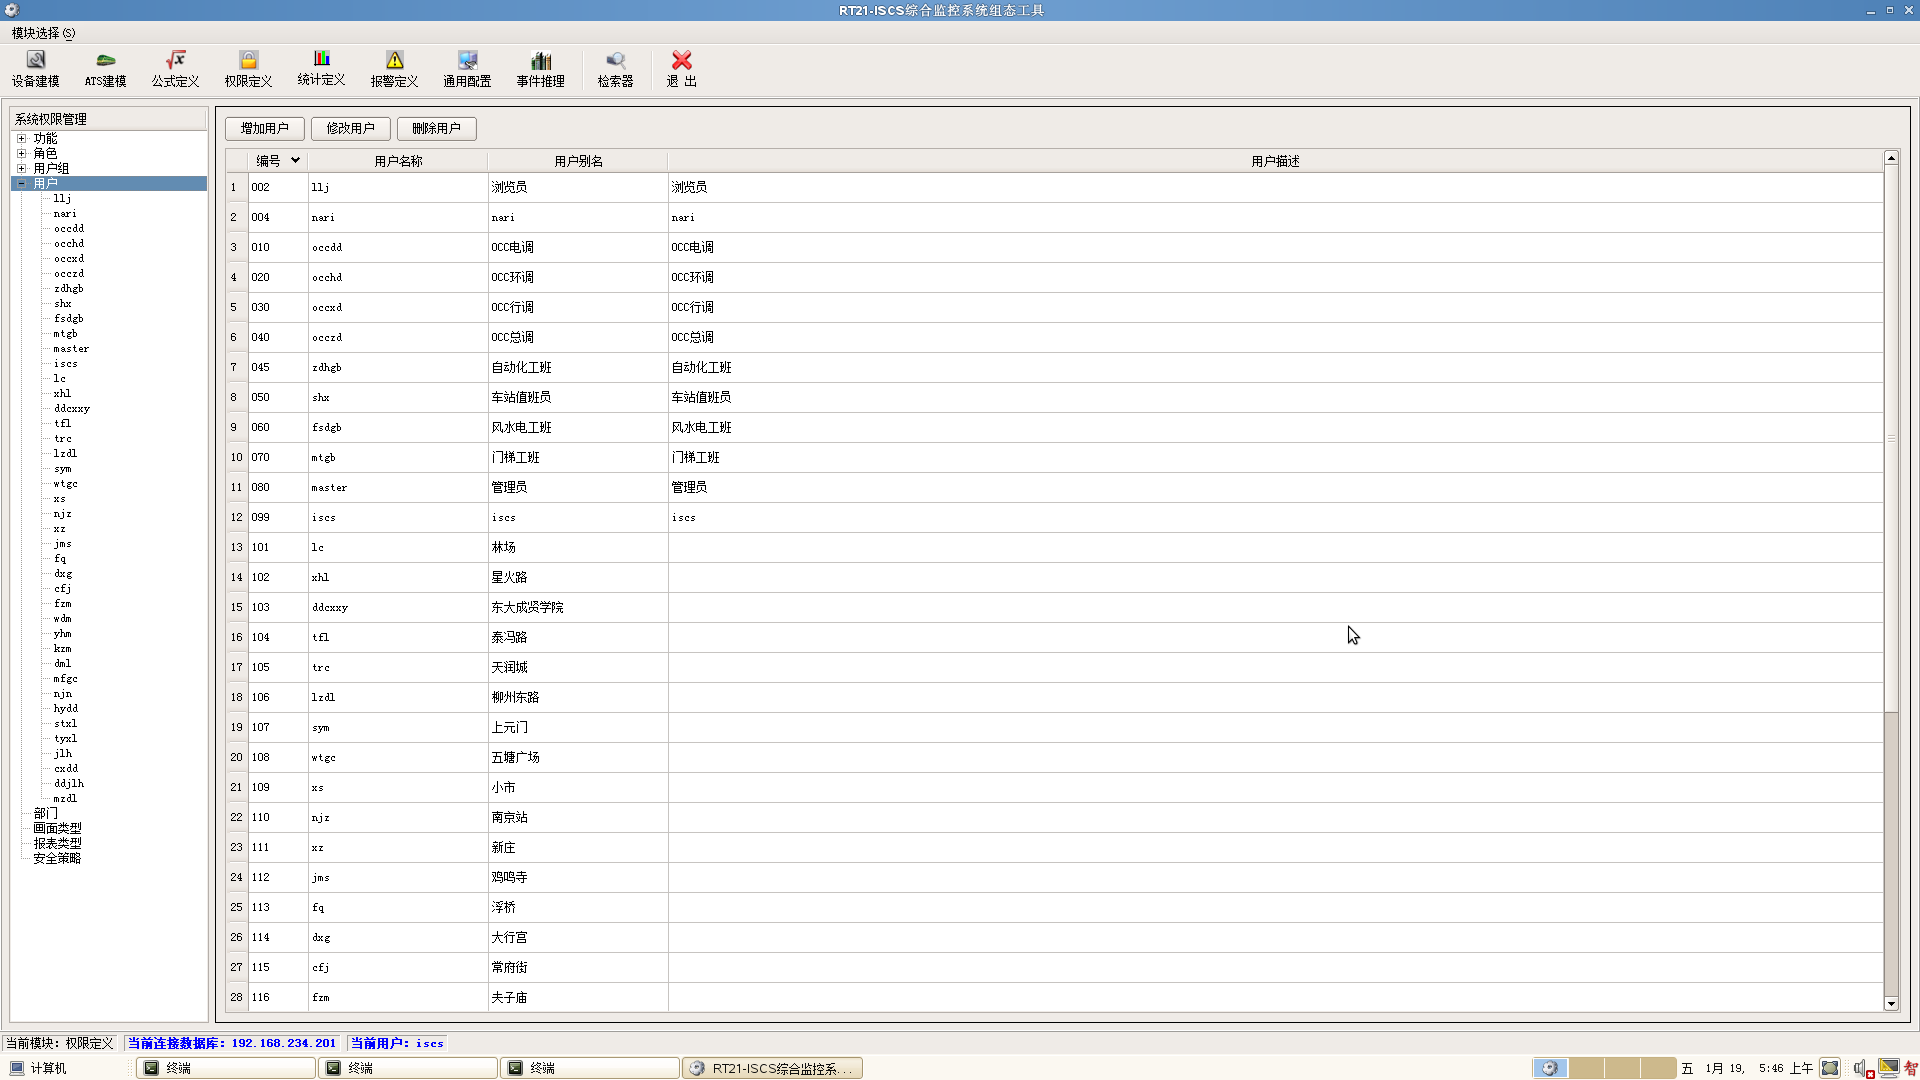 RT21-ISCS综合监控系统组态工具
模块选择(S)
设备建模 ATS建模 公式定义 权限定义 统计定义 报警定义 通用配置 事件推理 检索器 退 出
系统权限管理
功能
角色
用户组
用户
llj
nari
occdd
occhd
occxd
occzd
zdhgb
shx
fsdgb
mtgb
master
iscs
lc
xhl
ddcxxy
tfl
trc
lzdl
sym
wtgc
xs
njz
xz
jms
fq
dxg
cfj
fzm
wdm
yhm
kzm
dml
mfgc
njn
hydd
stxl
tyxl
jlh
cxdd
ddjlh
mzdl
部门
画面类型
报表类型
安全策略
增加用户 修改用户 删除用户
编号 用户名称 用户别名 用户描述
1 002 llj 浏览员 浏览员
2 004 nari nari nari
3 010 occdd OCC电调 OCC电调
4 020 occhd OCC环调 OCC环调
5 030 occxd OCC行调 OCC行调
6 040 occzd OCC总调 OCC总调
7 045 zdhgb 自动化工班 自动化工班
8 050 shx 车站值班员 车站值班员
9 060 fsdgb 风水电工班 风水电工班
10 070 mtgb 门梯工班 门梯工班
11 080 master 管理员 管理员
12 099 iscs iscs iscs
13 101 lc 林场
14 102 xhl 星火路
15 103 ddcxxy 东大成贤学院
16 104 tfl 泰冯路
17 105 trc 天润城
18 106 lzdl 柳州东路
19 107 sym 上元门
20 108 wtgc 五塘广场
21 109 xs 小市
22 110 njz 南京站
23 111 xz 新庄
24 112 jms 鸡鸣寺
25 113 fq 浮桥
26 114 dxg 大行宫
27 115 cfj 常府街
28 116 fzm 夫子庙
当前模块: 权限定义 当前连接数据库: 192.168.234.201 当前用户: iscs
计算机 终端 终端 终端 RT21-ISCS综合监控系... 五 1月 19, 5:46 上午 智